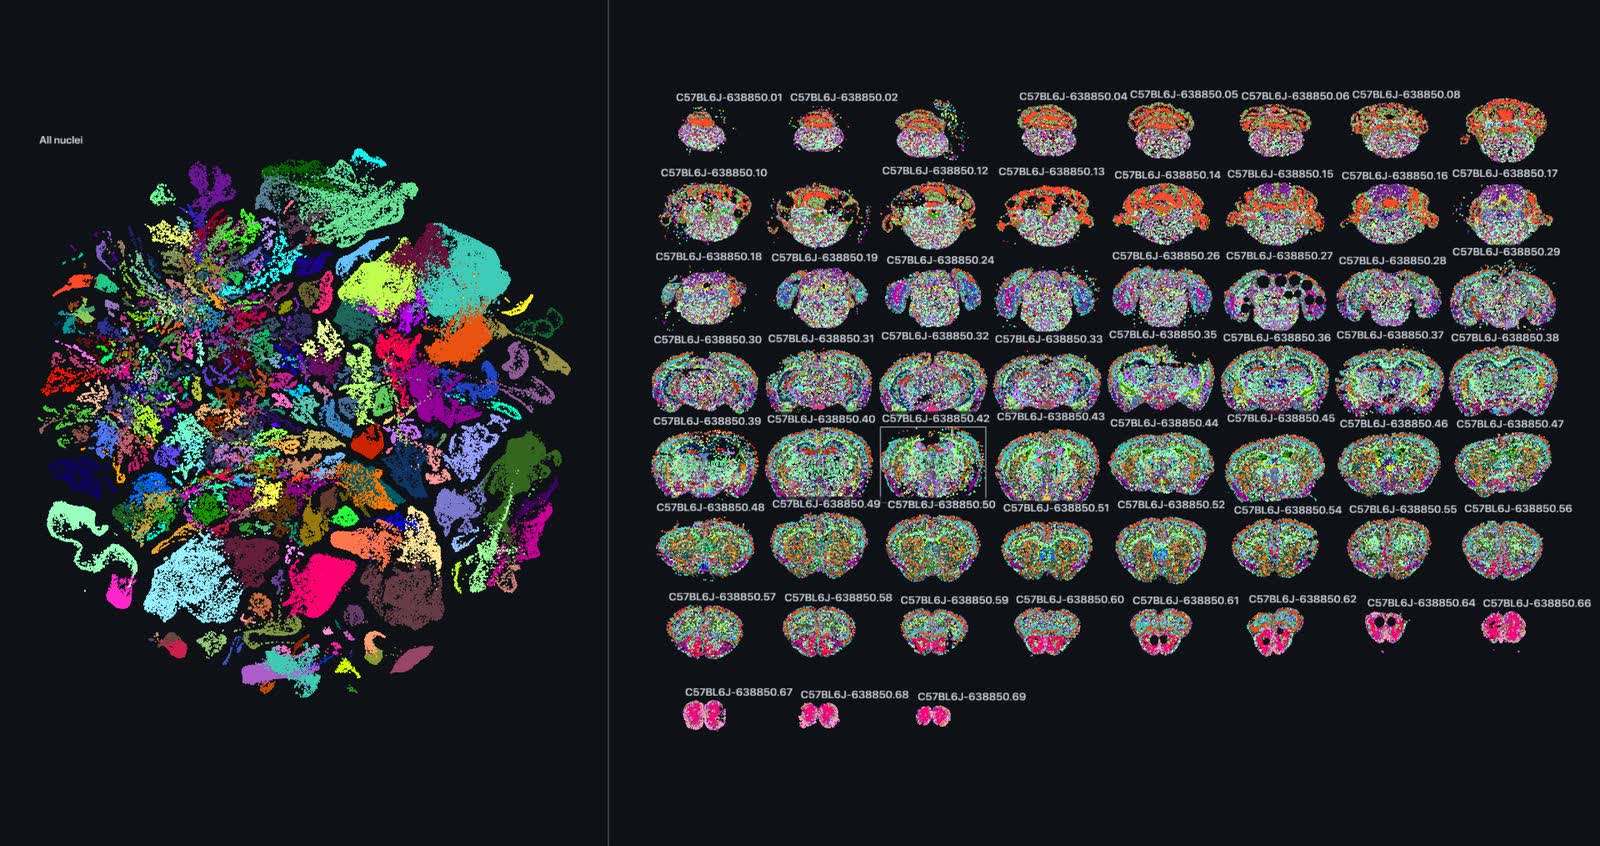 All nuclei
C57BL6J-638850.01
C57BL6J-638850.02
C57BL6J-638850.04
C57BL6J-638850.05
C57BL6J-638850.06
C57BL6J-638850.08
C57BL6J-638850.10
C57BL6J-638850.12
C57BL6J-638850.13
C57BL6J-638850.14
C57BL6J-638850.15
C57BL6J-638850.16
C57BL6J-638850.17
C57BL6J-638850.18
C57BL6J-638850.19
C57BL6J-638850.24
C57BL6J-638850.26
C57BL6J-638850.27
C57BL6J-638850.28
C57BL6J-638850.29
C57BL6J-638850.30
C57BL6J-638850.31
C57BL6J-638850.32
C57BL6J-638850.33
C57BL6J-638850.35
C57BL6J-638850.36
C57BL6J-638850.37
C57BL6J-638850.38
C57BL6J-638850.39
C57BL6J-638850.40
C57BL6J-638850.42
C57BL6J-638850.43
C57BL6J-638850.44
C57BL6J-638850.45
C57BL6J-638850.46
C57BL6J-638850.47
C57BL6J-638850.48
C57BL6J-638850.49
C57BL6J-638850.50
C57BL6J-638850.51
C57BL6J-638850.52
C57BL6J-638850.54
C57BL6J-638850.55
C57BL6J-638850.56
C57BL6J-638850.57
C57BL6J-638850.58
C57BL6J-638850.59
C57BL6J-638850.60
C57BL6J-638850.61
C57BL6J-638850.62
C57BL6J-638850.64
C57BL6J-638850.66
C57BL6J-638850.67
C57BL6J-638850.68
C57BL6J-638850.69